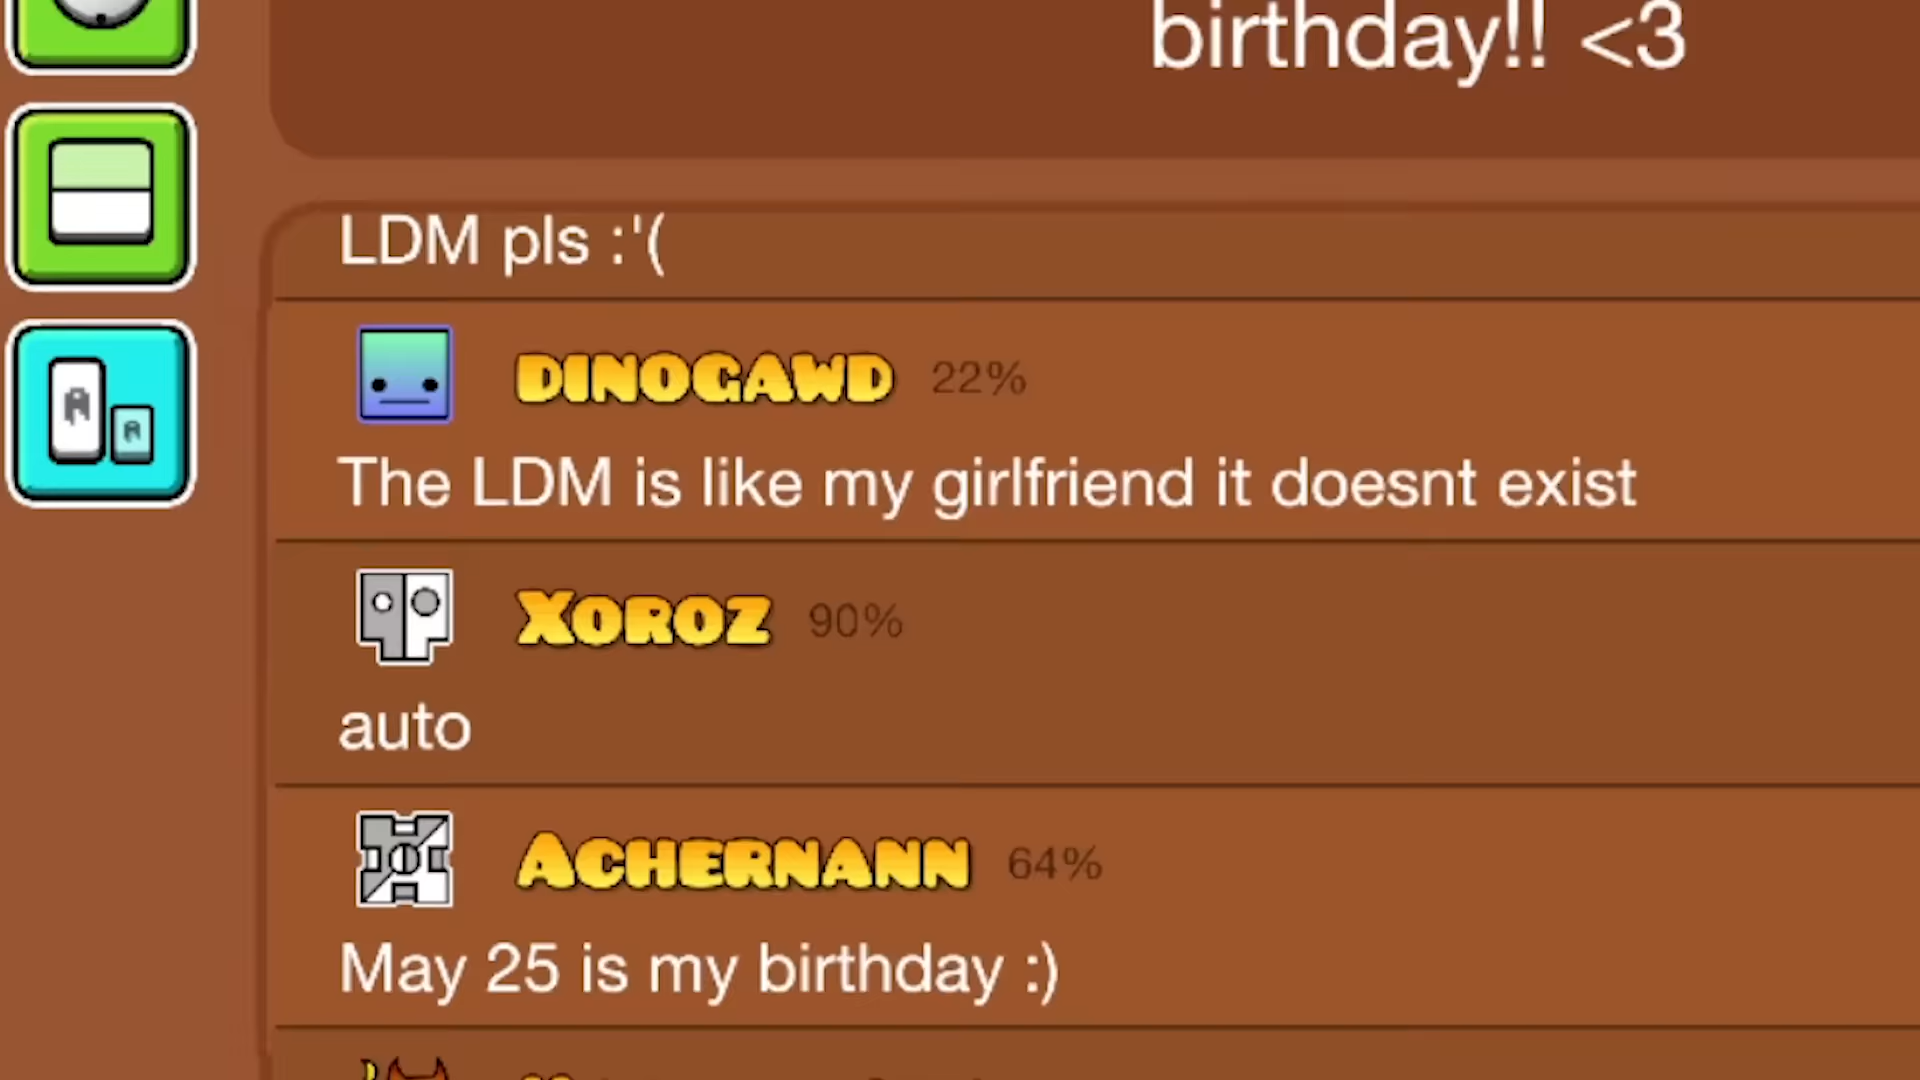 birthday!! <3
LDM pls :'(
DINOGAWD 22%
The LDM is like my girlfriend it doesnt exist
XOROZ 90%
auto
ACHERNANN 64%
May 25 is my birthday :)